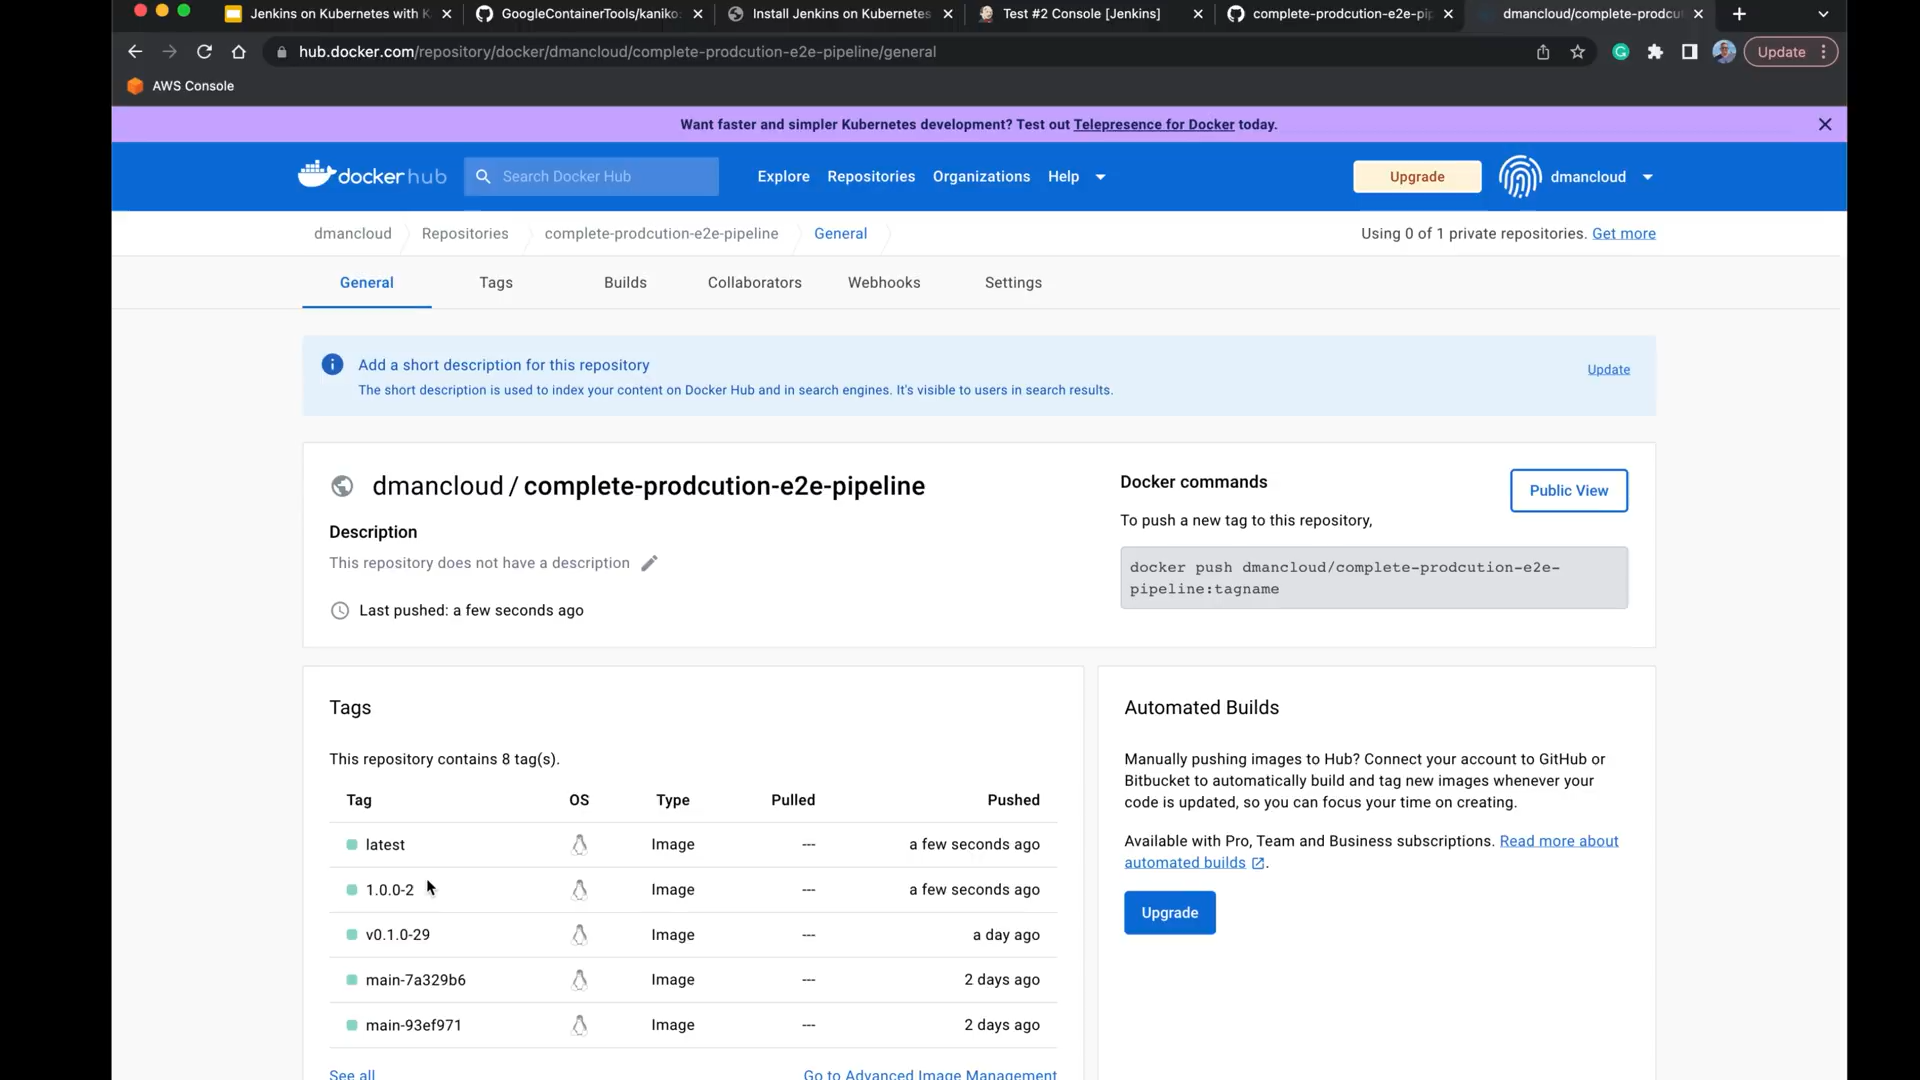 Jenkins on Kubernetes with K
GoogleContainerTools/kaniko:
Install Jenkins on Kubernetes
Test #2 Console [Jenkins]
complete-prodcution-e2e-pip
dmancloud/complete-prodcut
hub.docker.com/repository/docker/dmancloud/complete-prodcution-e2e-pipeline/general
Update
AWS Console
Want faster and simpler Kubernetes development? Test out Telepresence for Docker today.
dockerhub
Search Docker Hub
Explore
Repositories
Organizations
Help
Upgrade
dmancloud
dmancloud
Repositories
complete-prodcution-e2e-pipeline
General
Using 0 of 1 private repositories. Get more
General
Tags
Builds
Collaborators
Webhooks
Settings
Add a short description for this repository
The short description is used to index your content on Docker Hub and in search engines. It's visible to users in search results.
Update
dmancloud / complete-prodcution-e2e-pipeline
Description
This repository does not have a description
Last pushed: a few seconds ago
Docker commands
Public View
To push a new tag to this repository,
docker push dmancloud/complete-prodcution-e2e-
pipeline:tagname
Tags
This repository contains 8 tag(s).
Tag OS Type Pulled Pushed
latest Image --- a few seconds ago
1.0.0-2 Image --- a few seconds ago
v0.1.0-29 Image --- a day ago
main-7a329b6 Image --- 2 days ago
main-93ef971 Image --- 2 days ago
See all
Go to Advanced Image Management
Automated Builds
Manually pushing images to Hub? Connect your account to GitHub or
Bitbucket to automatically build and tag new images whenever your
code is updated, so you can focus your time on creating.
Available with Pro, Team and Business subscriptions. Read more about
automated builds .
Upgrade